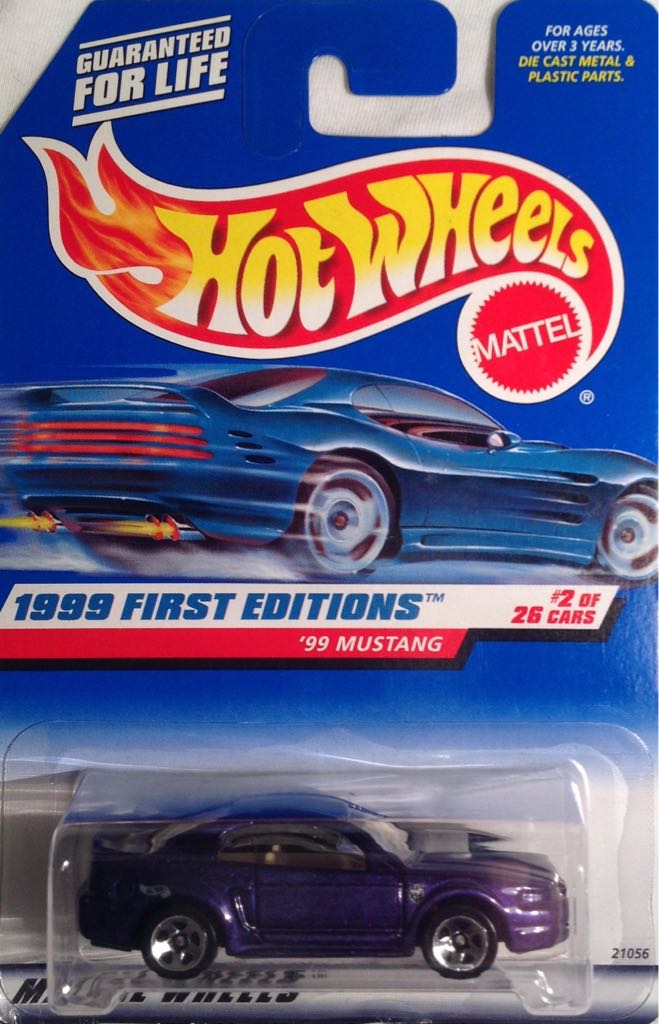 GUARANTEED
FOR LIFE
FOR AGES
OVER 3 YEARS.
DIE CAST METAL &
PLASTIC PARTS.
HOT WHEELS
MATTEL
®
1999 FIRST EDITIONS™
#2 OF
26 CARS
'99 MUSTANG
21056
WHEELS